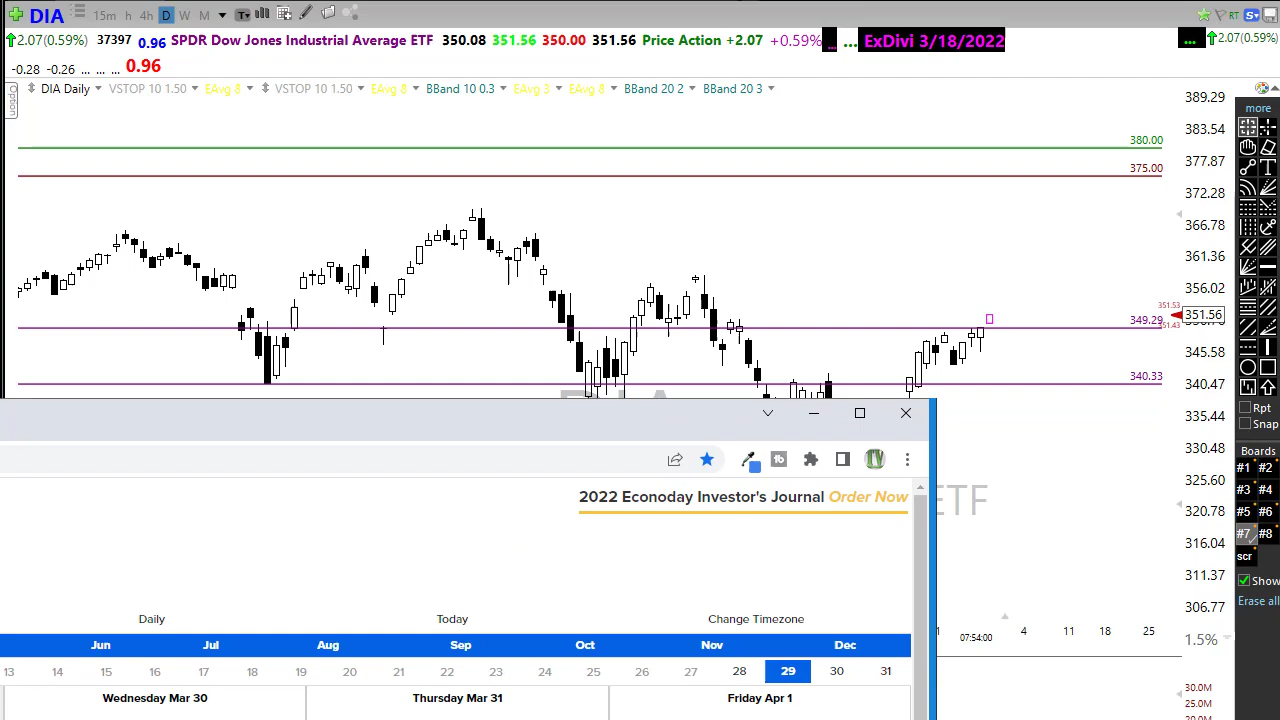 DIA 15m h 4h D W M T RT S
2.07(0.59%) 37397 0.96 SPDR Dow Jones Industrial Average ETF 350.08 351.56 350.00 351.56 Price Action +2.07 +0.59% ... ... ExDivi 3/18/2022 ... 2.07(0.59%)
-0.28 -0.26 ... ... 0.96
Option
DIA Daily VSTOP 10 1.50 EAvg 8 VSTOP 10 1.50 EAvg 8 BBand 10 0.3 EAvg 3 EAvg 8 BBand 20 2 BBand 20 3
389.29
more
383.54
380.00
377.87
375.00
372.28
366.78
361.36
356.02
351.53
351.56
349.29
351.43
345.58
340.33
340.47
Rpt
335.44
Snap
330.48
Boards
#1 #2
325.60
#3 #4
2022 Econoday Investor's Journal Order Now
ETF
320.78
#5 #6
#7 #8
316.04
scr
311.37
Show
Erase all
306.77
Daily Today Change Timezone
1 07:54:00 4 11 18 25
1.5%
Jun Jul Aug Sep Oct Nov Dec
13 14 15 16 17 18 19 20 21 22 23 24 25 26 27 28 29 30 31
30.0M
Wednesday Mar 30 Thursday Mar 31 Friday Apr 1
25.0M
20.0M